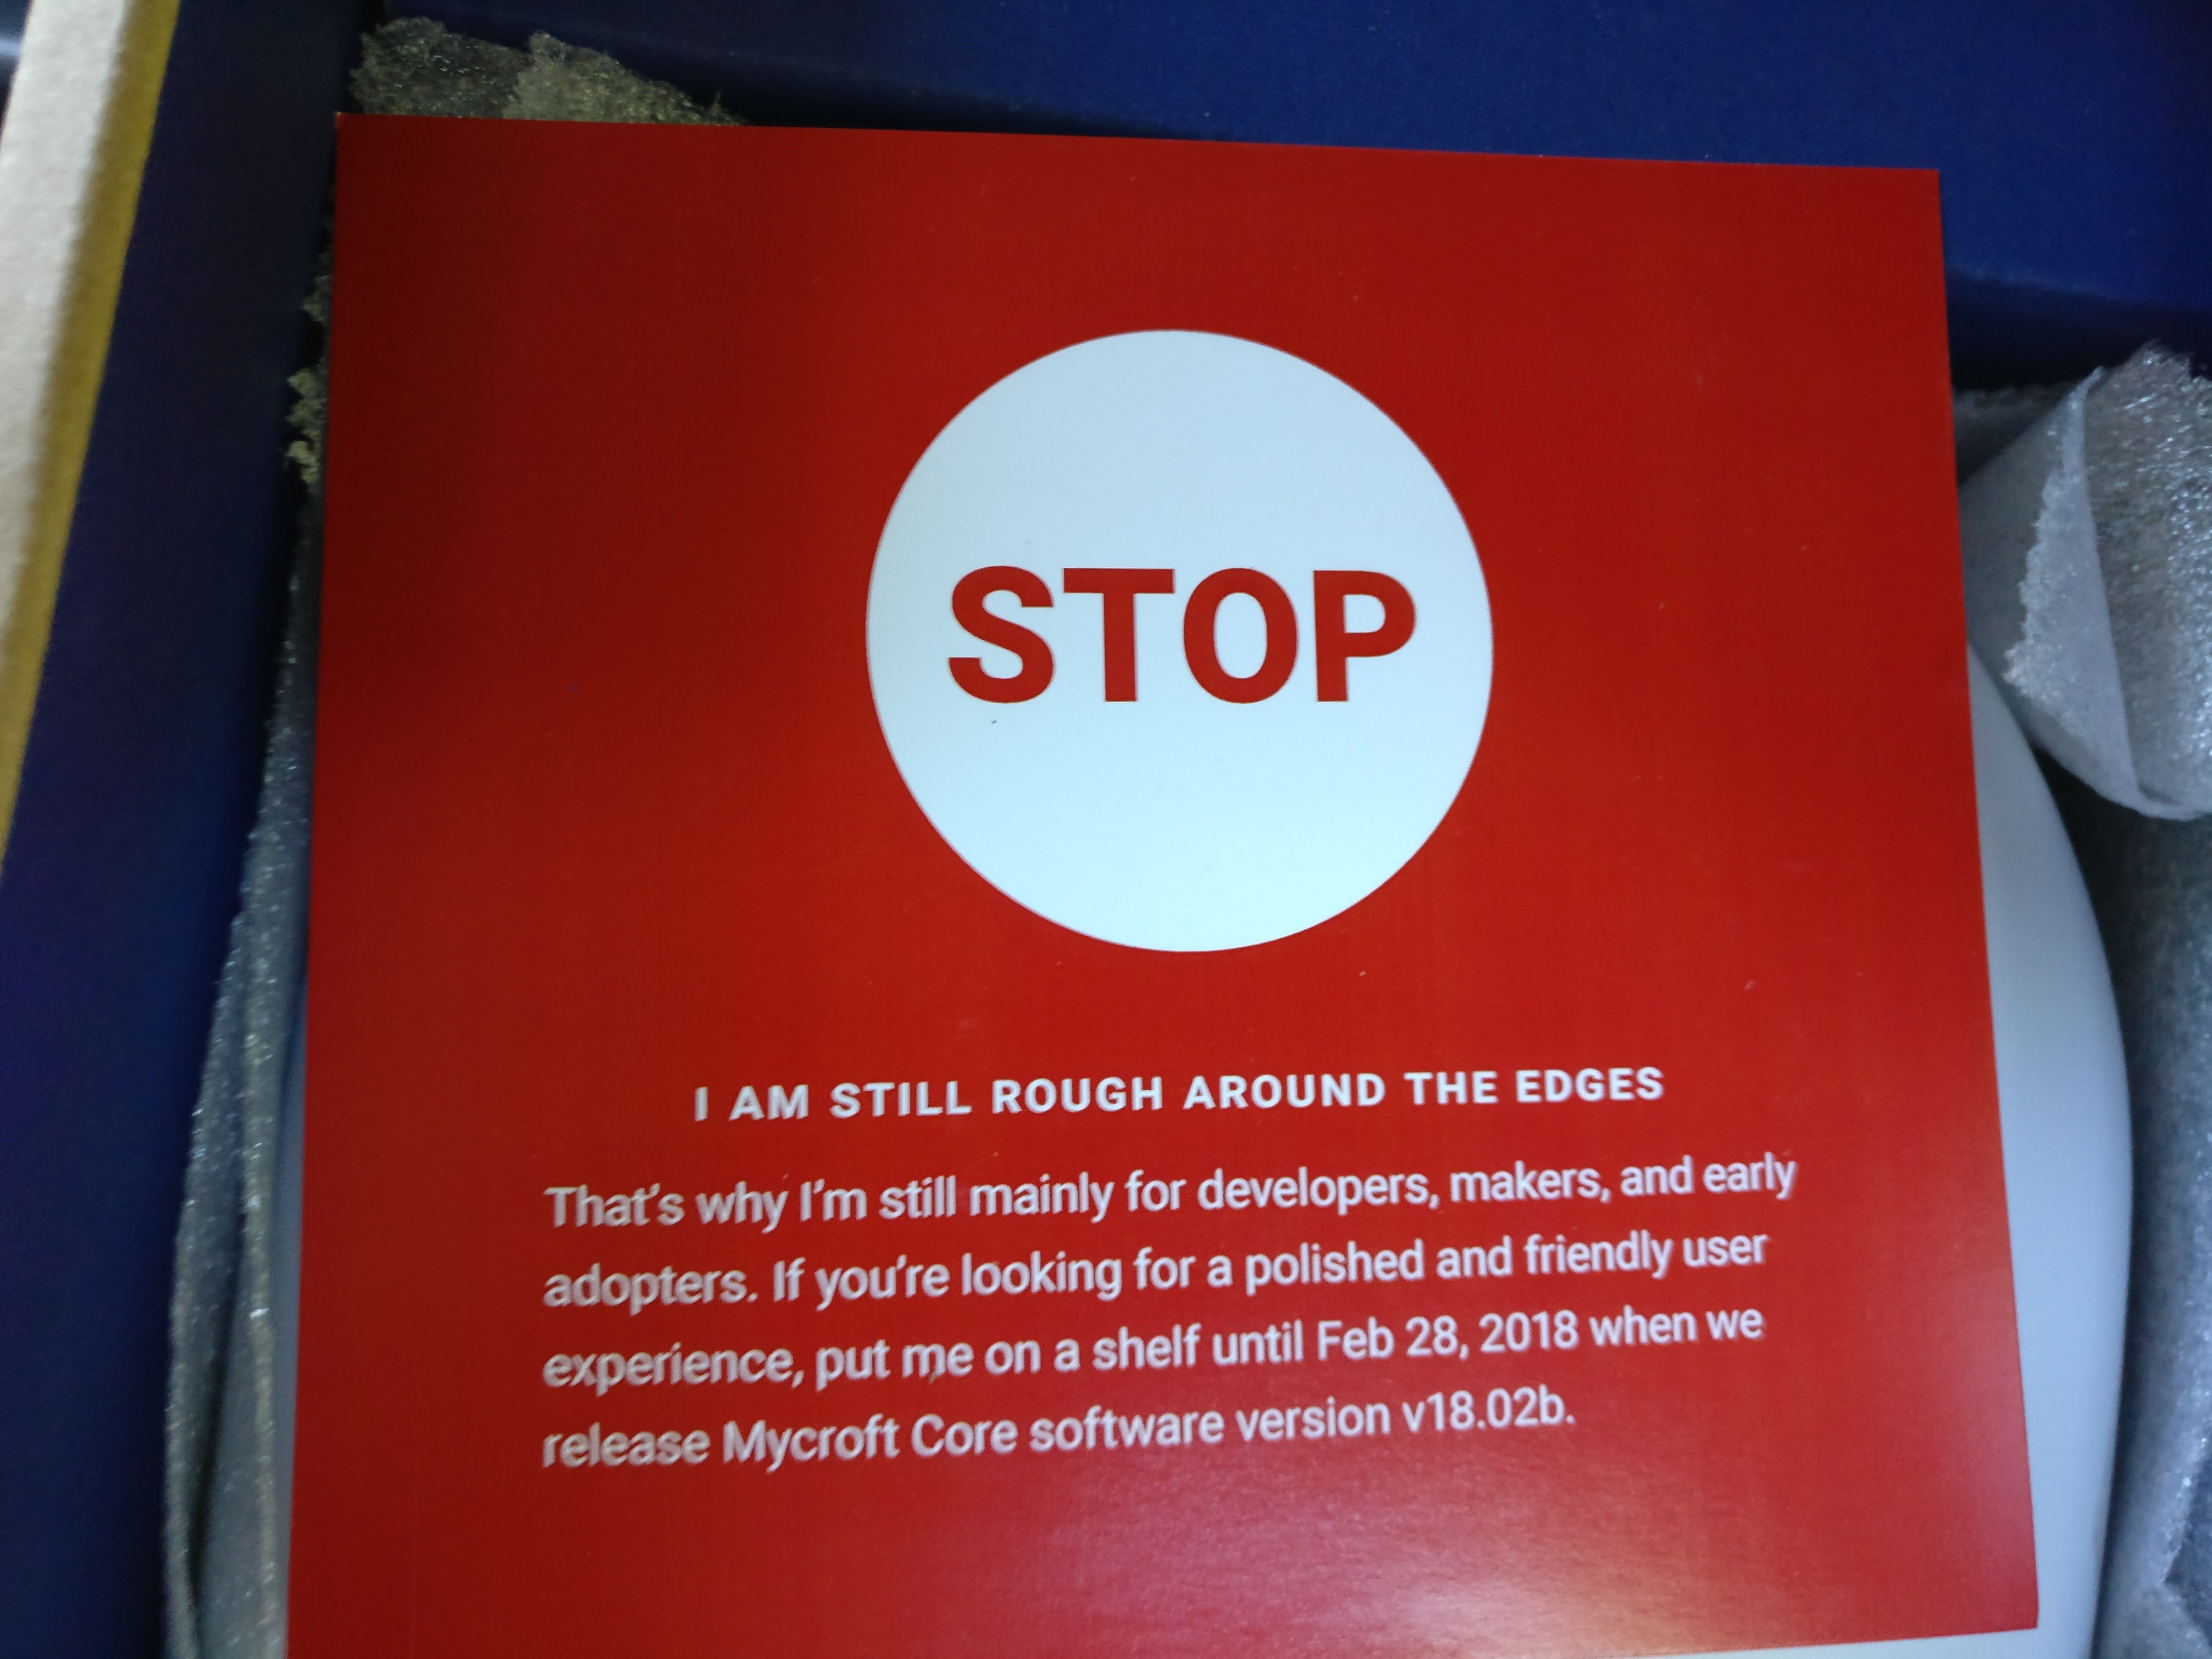 STOP
I AM STILL ROUGH AROUND THE EDGES
That's why I'm still mainly for developers, makers, and early
adopters. If you're looking for a polished and friendly user
experience, put me on a shelf until Feb 28, 2018 when we
release Mycroft Core software version v18.02b.